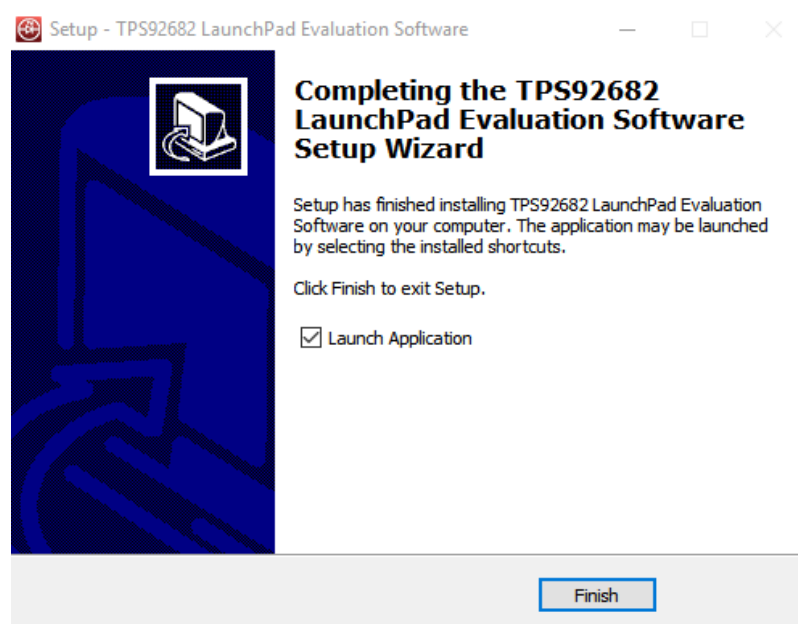 Setup - TPS92682 LaunchPad Evaluation Software
Completing the TPS92682
LaunchPad Evaluation Software
Setup Wizard
Setup has finished installing TPS92682 LaunchPad Evaluation
Software on your computer. The application may be launched
by selecting the installed shortcuts.
Click Finish to exit Setup.
Launch Application
Finish